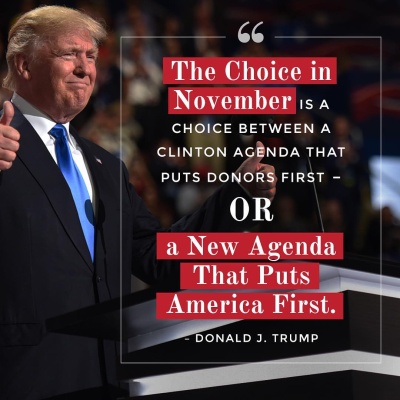 “
The Choice in
November IS A
CHOICE BETWEEN A
CLINTON AGENDA THAT
PUTS DONORS FIRST –
OR
a New Agenda
That Puts
America First.
– DONALD J. TRUMP